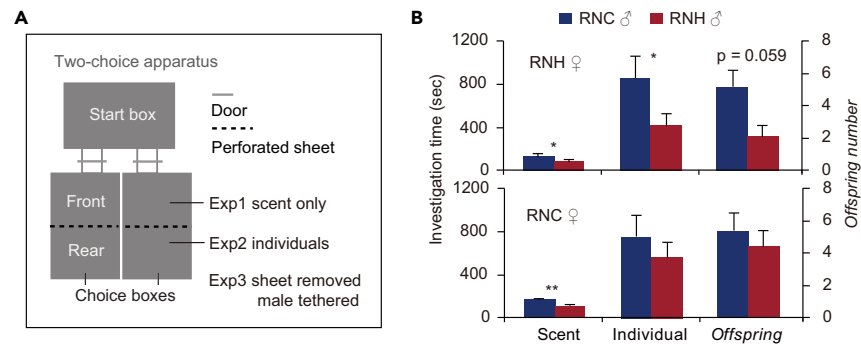 A
Two-choice apparatus
Start box
Door
Perforated sheet
Front
Rear
Exp1 scent only
Exp2 individuals
Exp3 sheet removed
male tethered
Choice boxes
B
RNC ♂ RNH ♂
Investigation time (sec)
Offspring number
1200
800
400
0
RNH ♀
*
*
p = 0.059
8
6
4
2
0
1200
800
400
0
RNC ♀
**
8
6
4
2
0
Scent Individual Offspring